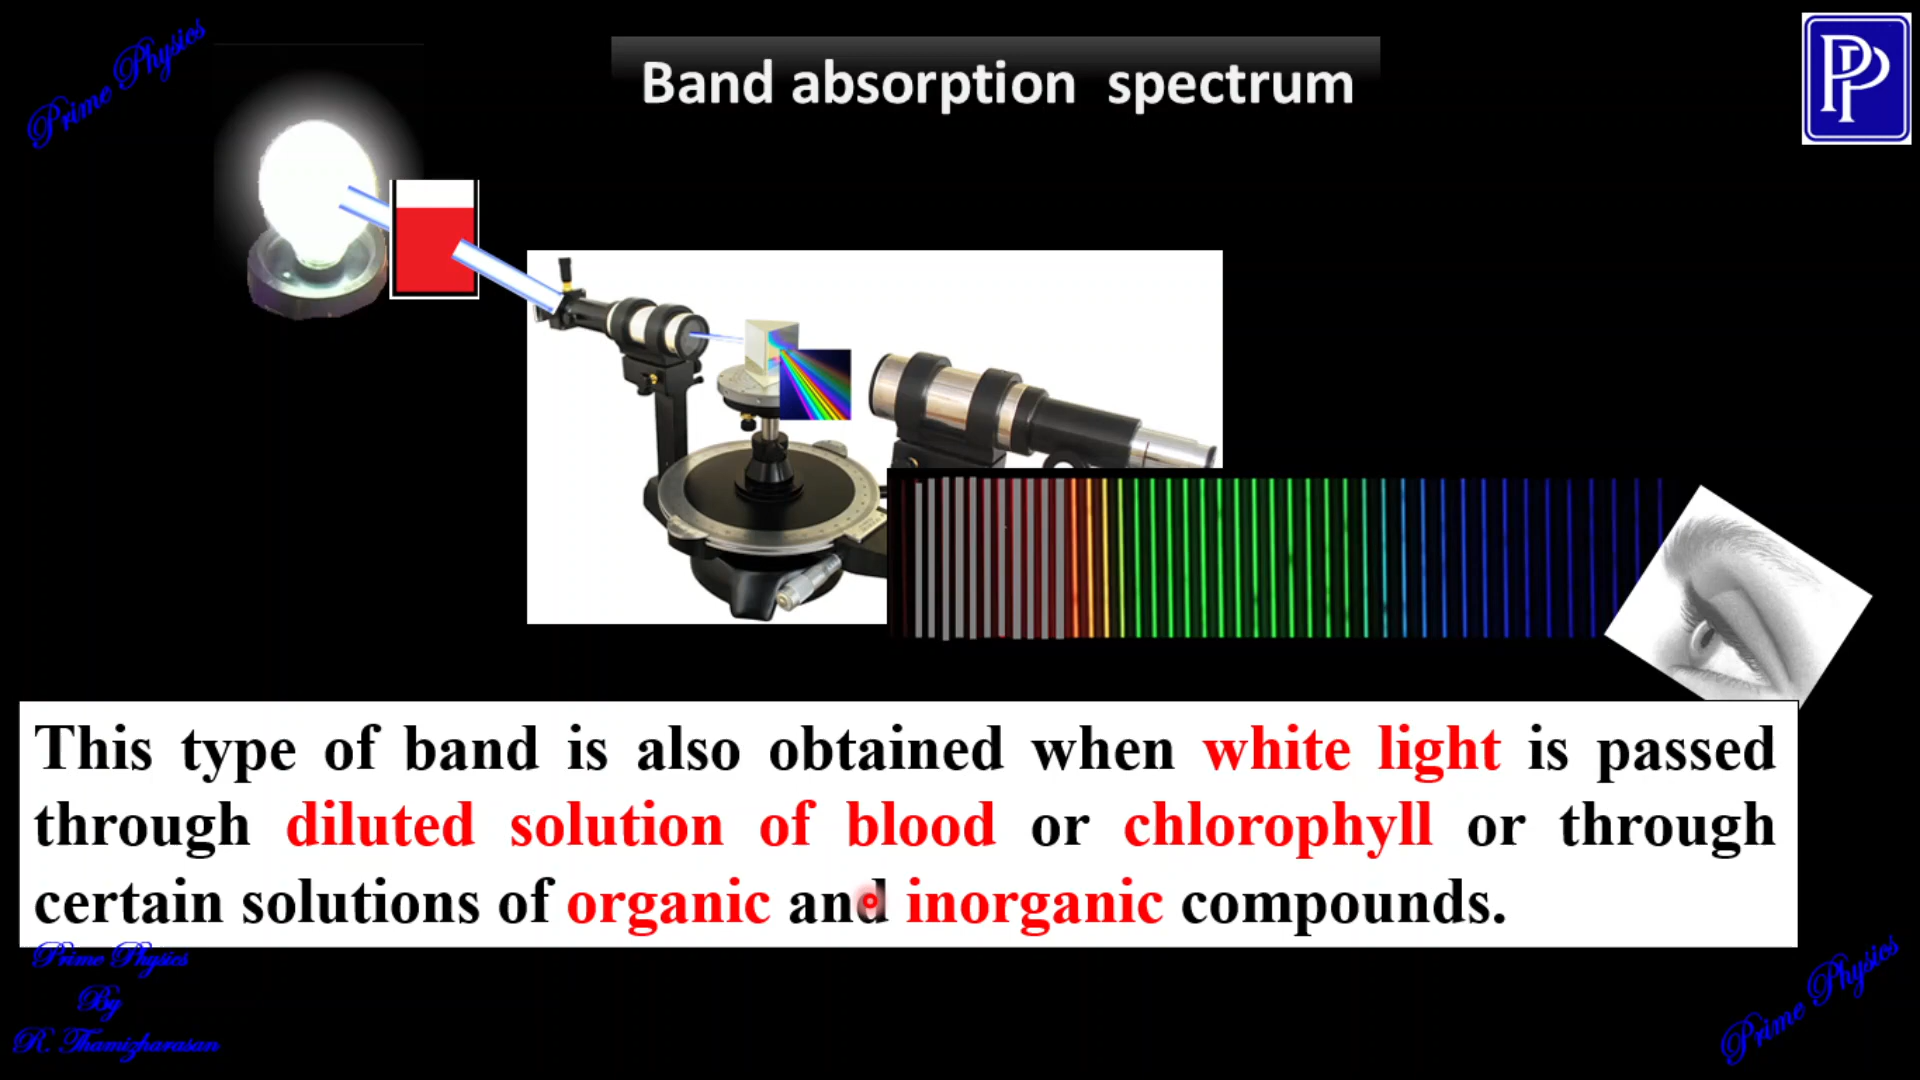 Prime Physics
Band absorption spectrum
PP
This type of band is also obtained when white light is passed
through diluted solution of blood or chlorophyll or through
certain solutions of organic and inorganic compounds.
Prime Physics
By
R. Thamizharasan
Prime Physics